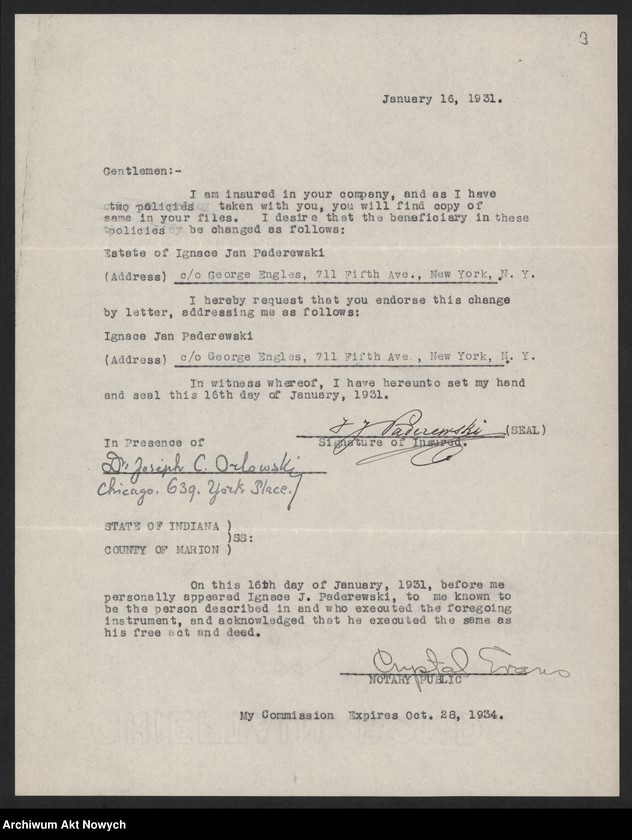 3
January 16, 1931.
Gentlemen:-
I am insured in your company, and as I have
two policies taken with you, you will find copy of
same in your files. I desire that the beneficiary in these
policies be changed as follows:
Estate of Ignace Jan Paderewski
(Address) c/o George Engles, 711 Fifth Ave., New York, N. Y.
I hereby request that you endorse this change
by letter, addressing me as follows:
Ignace Jan Paderewski
(Address) c/o George Engles, 711 Fifth Ave., New York, N. Y.
In witness whereof, I have hereunto set my hand
and seal this 16th day of January, 1931.
I J Paderewski (SEAL)
Signature of Insured.
In Presence of
Dr Joseph C. Orlowski
Chicago. 639. York Place.
STATE OF INDIANA )
)SS:
COUNTY OF MARION )
On this 16th day of January, 1931, before me
personally appeared Ignace J. Paderewski, to me known to
be the person described in and who executed the foregoing
instrument, and acknowledged that he executed the same as
his free act and deed.
Crystal Evans
NOTARY PUBLIC
My Commission Expires Oct. 28, 1934.
Archiwum Akt Nowych